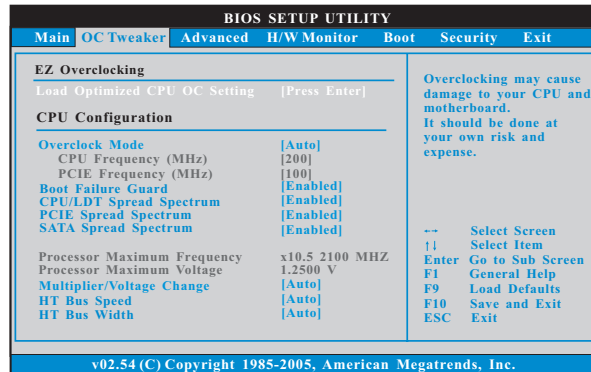 BIOS SETUP UTILITY
Main OC Tweaker Advanced H/W Monitor Boot Security Exit
EZ Overclocking
Load Optimized CPU OC Setting [Press Enter]
CPU Configuration
Overclock Mode [Auto]
CPU Frequency (MHz) [200]
PCIE Frequency (MHz) [100]
Boot Failure Guard [Enabled]
CPU/LDT Spread Spectrum [Enabled]
PCIE Spread Spectrum [Enabled]
SATA Spread Spectrum [Enabled]
Processor Maximum Frequency x10.5 2100 MHZ
Processor Maximum Voltage 1.2500 V
Multiplier/Voltage Change [Auto]
HT Bus Speed [Auto]
HT Bus Width [Auto]
Overclocking may cause
damage to your CPU and
motherboard.
It should be done at
your own risk and
expense.
←→ Select Screen
↑↓ Select Item
Enter Go to Sub Screen
F1 General Help
F9 Load Defaults
F10 Save and Exit
ESC Exit
v02.54 (C) Copyright 1985-2005, American Megatrends, Inc.